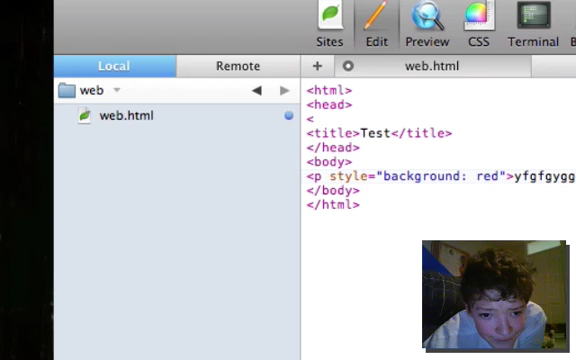 Sites Edit Preview CSS Terminal
Local Remote + web.html
web
web.html
<html>
<head>
<
<title>Test</title>
</head>
<body>
<p style="background: red">yfgfgygg
</body>
</html>